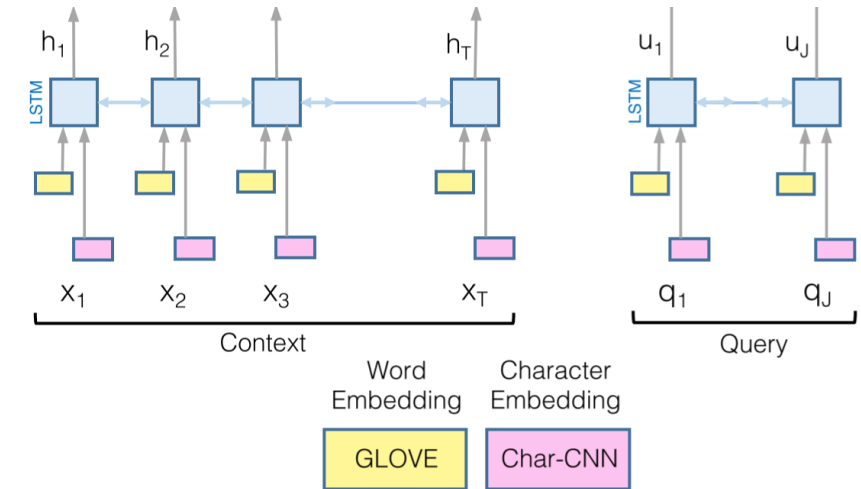 h1 h2 hT u1 uJ
LSTM LSTM
x1 x2 x3 xT q1 qJ
Context Query
Word Character
Embedding Embedding
GLOVE Char-CNN